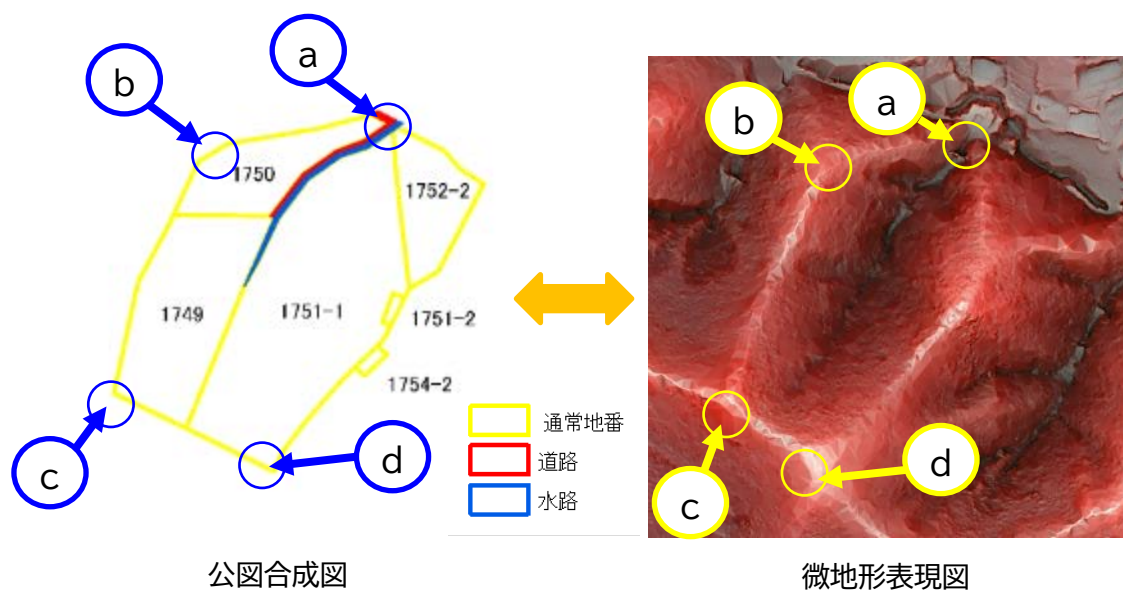 a
b
1750
1752-2
1749
1751-1
1751-2
1754-2
c
d
通常地番
道路
水路
公図合成図
a
b
c
d
微地形表現図